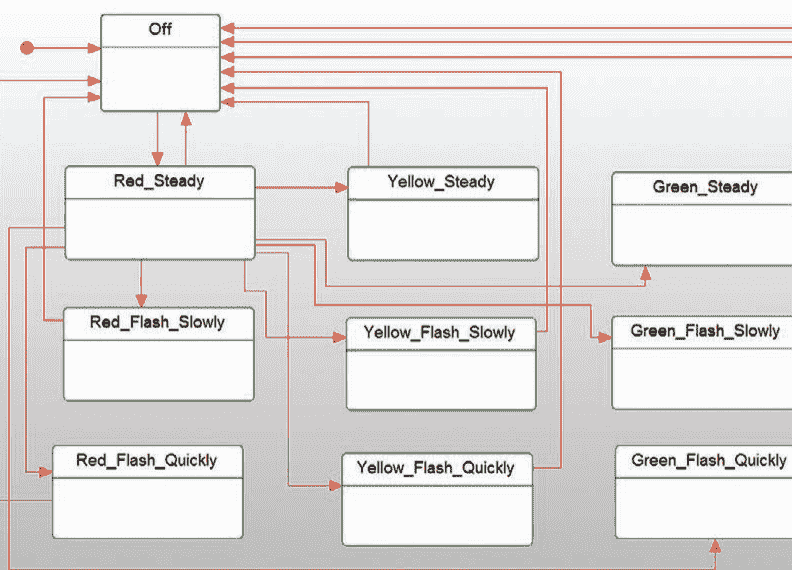 Off
Red_Steady
Yellow_Steady
Green_Steady
Red_Flash_Slowly
Yellow_Flash_Slowly
Green_Flash_Slowly
Red_Flash_Quickly
Yellow_Flash_Quickly
Green_Flash_Quickly